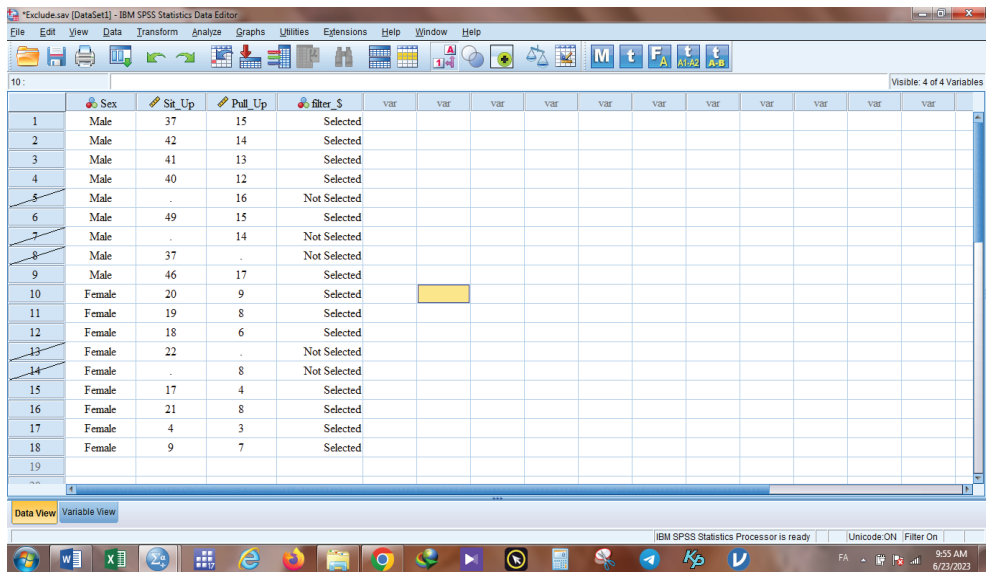 *Exclude.sav [DataSet1] - IBM SPSS Statistics Data Editor
File Edit View Data Transform Analyze Graphs Utilities Extensions Help Window Help
10 : Visible: 4 of 4 Variables
Sex Sit_Up Pull_Up filter_$ var var var var var var var var var var var
1 Male 37 15 Selected
2 Male 42 14 Selected
3 Male 41 13 Selected
4 Male 40 12 Selected
5 Male . 16 Not Selected
6 Male 49 15 Selected
7 Male . 14 Not Selected
8 Male 37 . Not Selected
9 Male 46 17 Selected
10 Female 20 9 Selected
11 Female 19 8 Selected
12 Female 18 6 Selected
13 Female 22 . Not Selected
14 Female . 8 Not Selected
15 Female 17 4 Selected
16 Female 21 8 Selected
17 Female 4 3 Selected
18 Female 9 7 Selected
19
Data View Variable View
IBM SPSS Statistics Processor is ready Unicode:ON Filter On
FA 9:55 AM
6/23/2023